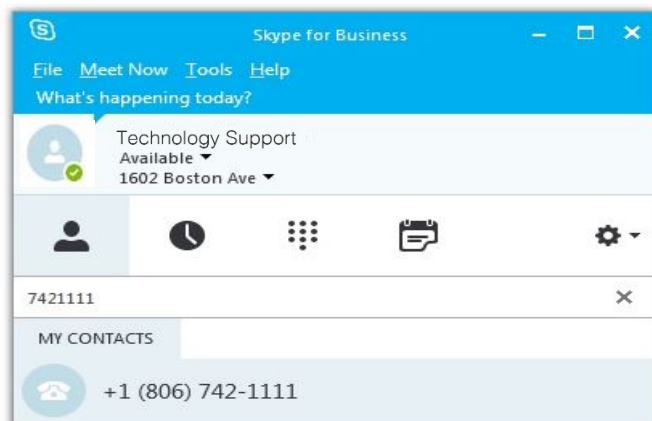 Skype for Business
File Meet Now Tools Help
What's happening today?
Technology Support
Available
1602 Boston Ave
7421111
MY CONTACTS
+1 (806) 742-1111